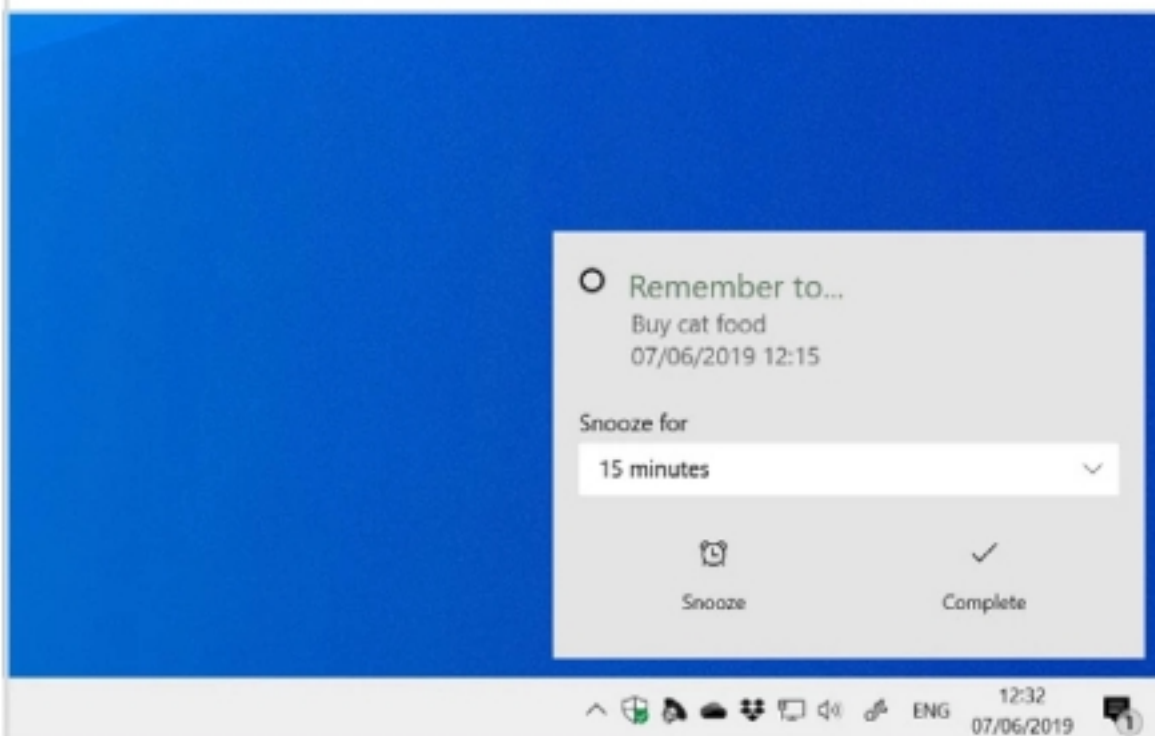 Remember to...
Buy cat food
07/06/2019 12:15
Snooze for
15 minutes
Snooze
Complete
ENG
12:32
07/06/2019
1